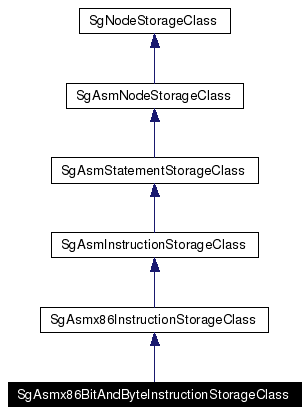 SgNodeStorageClass
SgAsmNodeStorageClass
SgAsmStatementStorageClass
SgAsmInstructionStorageClass
SgAsmx86InstructionStorageClass
SgAsmx86BitAndByteInstructionStorageClass